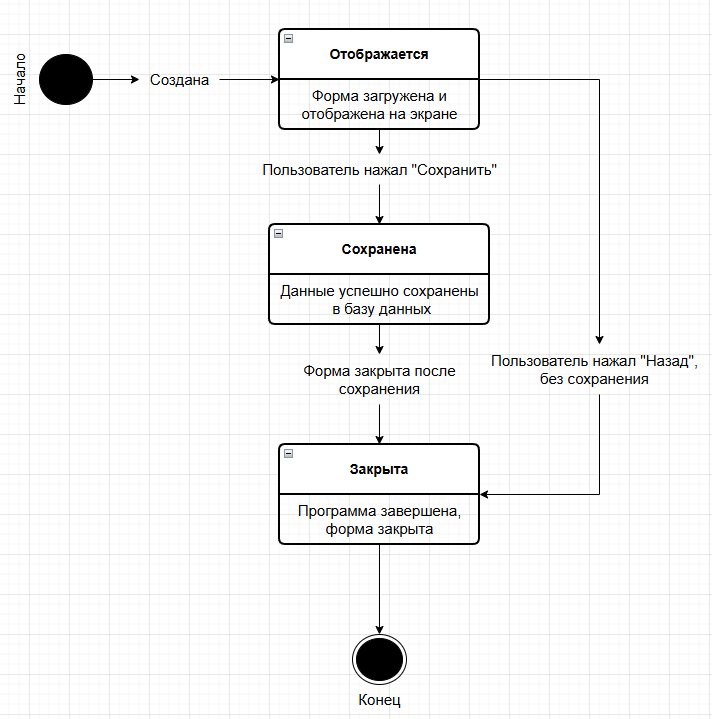 Начало
Создана
Отображается
Форма загружена и
отображена на экране
Пользователь нажал "Сохранить"
Сохранена
Данные успешно сохранены
в базу данных
Форма закрыта после
сохранения
Пользователь нажал "Назад",
без сохранения
Закрыта
Программа завершена,
форма закрыта
Конец